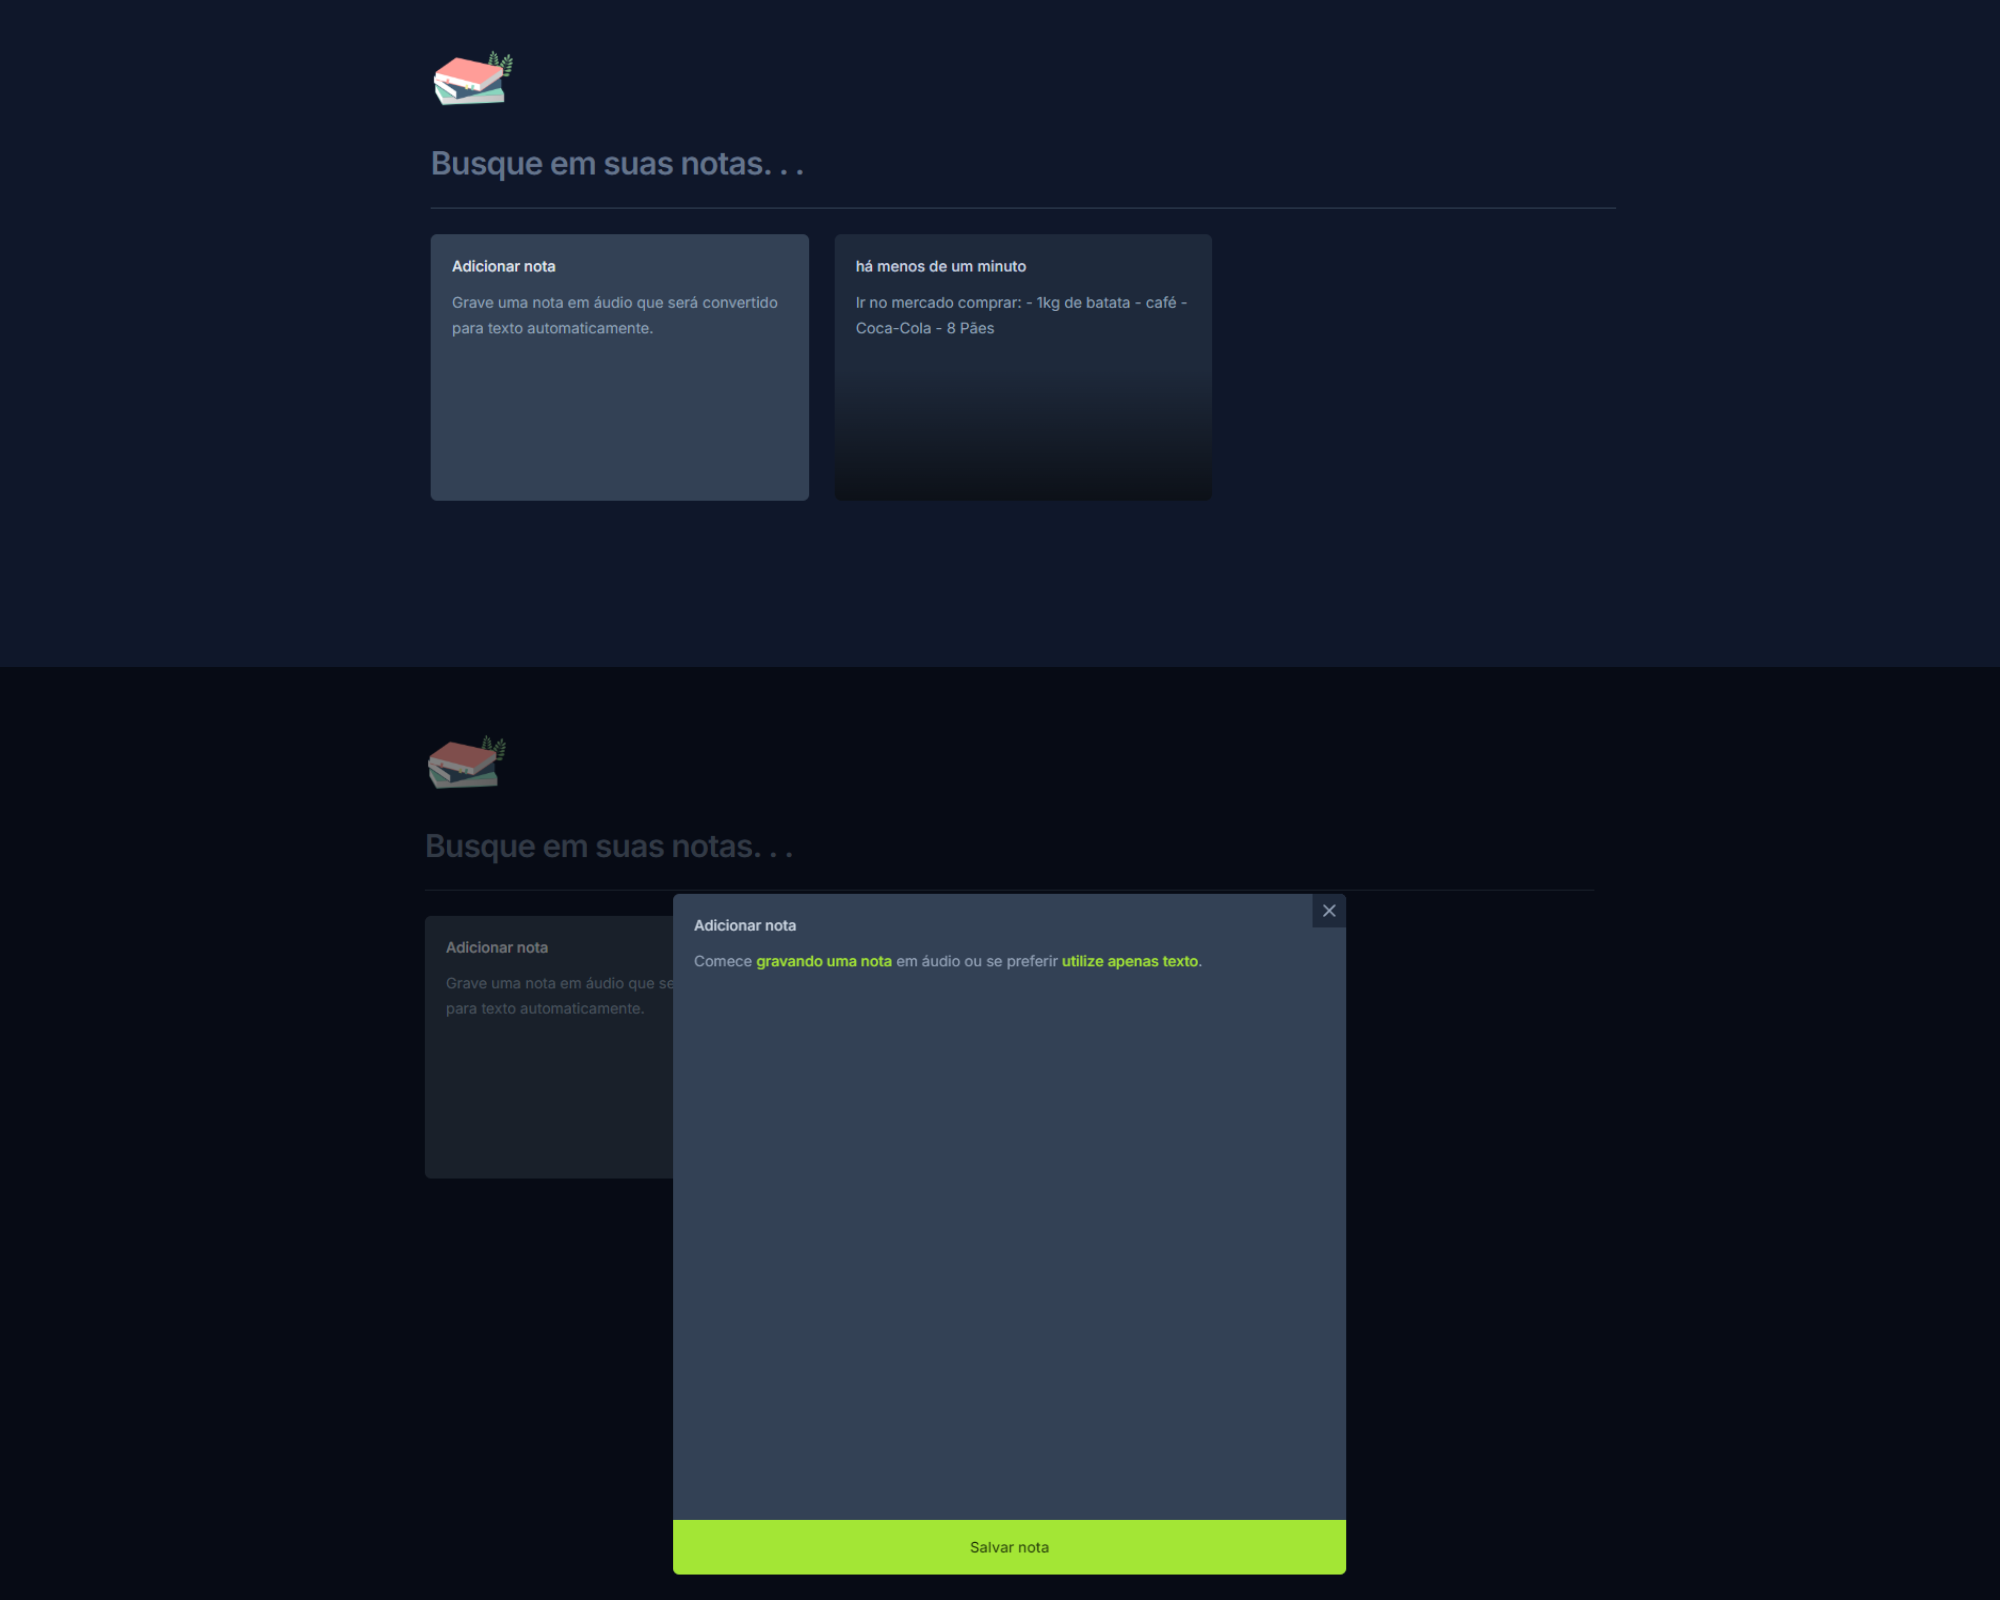 Busque em suas notas. . .
Adicionar nota
Grave uma nota em áudio que será convertido
para texto automaticamente.
há menos de um minuto
Ir no mercado comprar: - 1kg de batata - café -
Coca-Cola - 8 Pães
Busque em suas notas. . .
Adicionar nota
Grave uma nota em áudio que se
para texto automaticamente.
Adicionar nota
Comece gravando uma nota em áudio ou se preferir utilize apenas texto.
Salvar nota